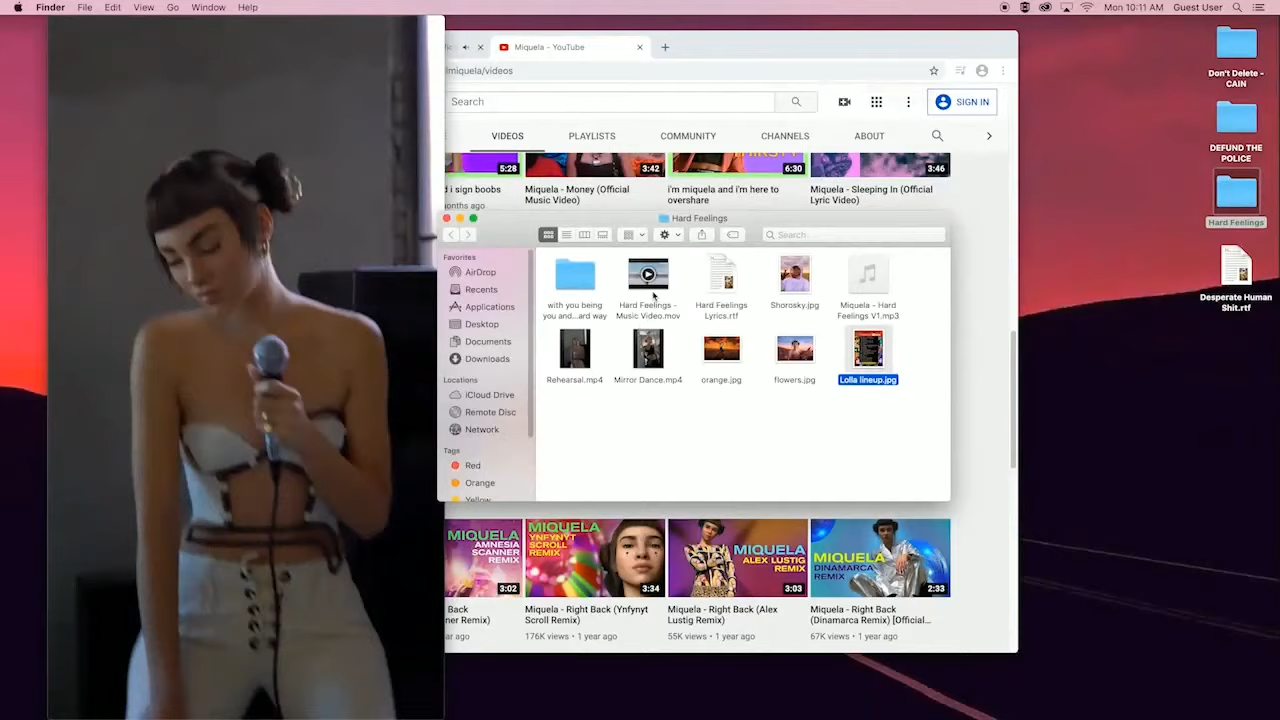 Finder File Edit View Go Window Help
Mon 10:11 AM Guest User
Miquela - YouTube
lmiquela/videos
Search
SIGN IN
VIDEOS PLAYLISTS COMMUNITY CHANNELS ABOUT
5:28
3:42
6:30
3:46
d i sign boobs
onths ago
Miquela - Money (Official
Music Video)
i'm miquela and i'm here to
overshare
Miquela - Sleeping In (Official
Lyric Video)
Hard Feelings
Search
Favorites
AirDrop
Recents
Applications
Desktop
Documents
Downloads
Locations
iCloud Drive
Remote Disc
Network
Tags
Red
Orange
Yellow
with you being
you and...ard way
Hard Feelings -
Music Video.mov
Hard Feelings
Lyrics.rtf
Shorosky.jpg
Miquela - Hard
Feelings V1.mp3
Rehearsal.mp4
Mirror Dance.mp4
orange.jpg
flowers.jpg
Lolla lineup.jpg
MIQUELA
AMNESIA
SCANNER
REMIX
3:02
MIQUELA
YNFYNYT
SCROLL
REMIX
3:34
MIQUELA
ALEX LUSTIG
REMIX
3:03
MIQUELA
DINAMARCA
REMIX
2:33
Back
ner Remix)
ar ago
Miquela - Right Back (Ynfynyt
Scroll Remix)
176K views • 1 year ago
Miquela - Right Back (Alex
Lustig Remix)
55K views • 1 year ago
Miquela - Right Back
(Dinamarca Remix) [Official...
67K views • 1 year ago
Don't Delete -
CAIN
DEFUND THE
POLICE
Hard Feelings
Desperate Human
Shit.rtf